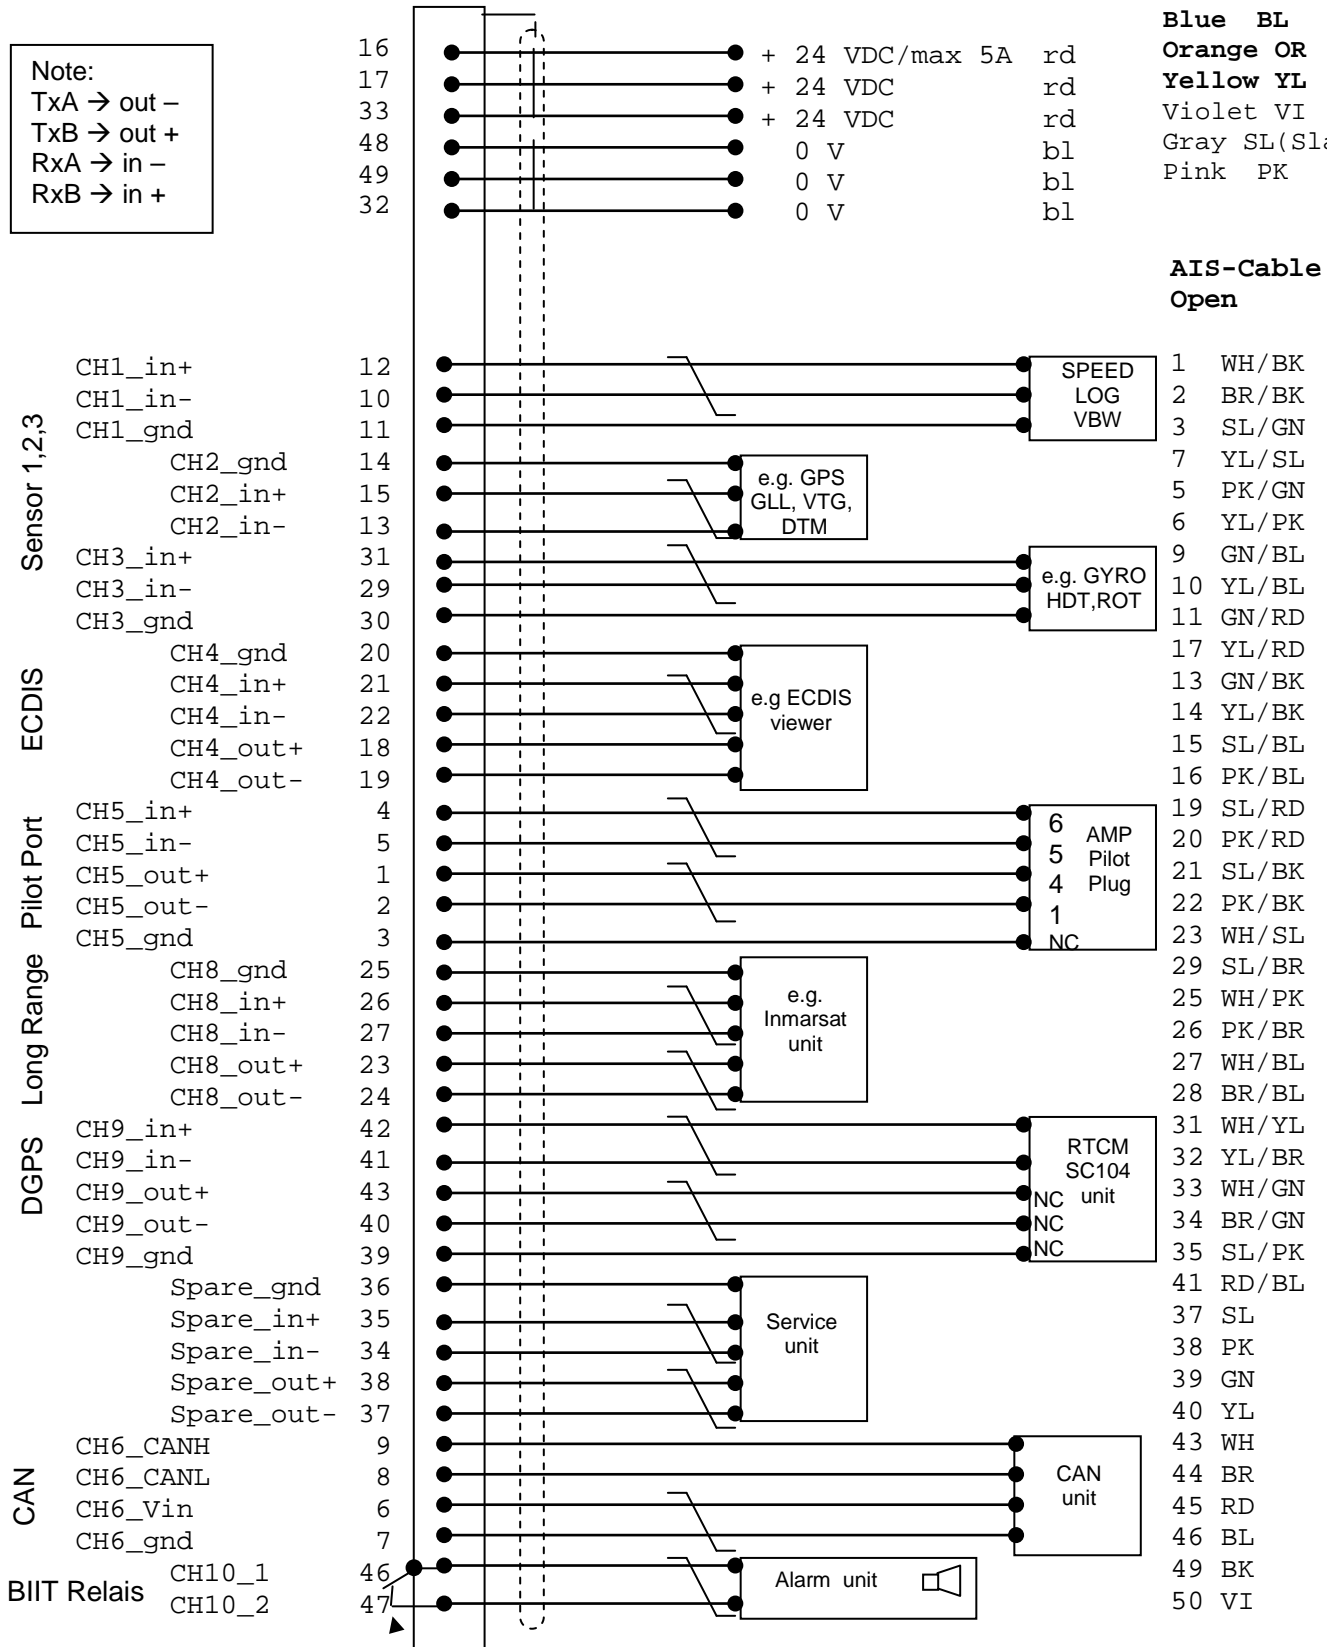 Note:
TxA → out –
TxB → out +
RxA → in –
RxB → in +
16 + 24 VDC/max 5A rd
17 + 24 VDC rd
33 + 24 VDC rd
48 0 V bl
49 0 V bl
32 0 V bl
Blue BL
Orange OR
Yellow YL
Violet VI
Gray SL(Sla
Pink PK
AIS-Cable
Open
Sensor 1,2,3
CH1_in+ 12 1 WH/BK
CH1_in- 10 2 BR/BK
CH1_gnd 11 3 SL/GN
SPEED
LOG
VBW
CH2_gnd 14 7 YL/SL
CH2_in+ 15 5 PK/GN
CH2_in- 13 6 YL/PK
e.g. GPS
GLL, VTG,
DTM
CH3_in+ 31 9 GN/BL
CH3_in- 29 10 YL/BL
CH3_gnd 30 11 GN/RD
e.g. GYRO
HDT,ROT
ECDIS
CH4_gnd 20 17 YL/RD
CH4_in+ 21 13 GN/BK
CH4_in- 22 14 YL/BK
CH4_out+ 18 15 SL/BL
CH4_out- 19 16 PK/BL
e.g ECDIS
viewer
Pilot Port
CH5_in+ 4 6 19 SL/RD
CH5_in- 5 5 20 PK/RD
CH5_out+ 1 4 21 SL/BK
CH5_out- 2 1 22 PK/BK
CH5_gnd 3 NC 23 WH/SL
AMP
Pilot
Plug
Long Range
CH8_gnd 25 29 SL/BR
CH8_in+ 26 25 WH/PK
CH8_in- 27 26 PK/BR
CH8_out+ 23 27 WH/BL
CH8_out- 24 28 BR/BL
e.g.
Inmarsat
unit
DGPS
CH9_in+ 42 31 WH/YL
CH9_in- 41 32 YL/BR
CH9_out+ 43 NC 33 WH/GN
CH9_out- 40 NC 34 BR/GN
CH9_gnd 39 NC 35 SL/PK
RTCM
SC104
unit
Spare_gnd 36 41 RD/BL
Spare_in+ 35 37 SL
Spare_in- 34 38 PK
Spare_out+ 38 39 GN
Spare_out- 37 40 YL
Service
unit
CAN
CH6_CANH 9 43 WH
CH6_CANL 8 44 BR
CH6_Vin 6 45 RD
CH6_gnd 7 46 BL
CAN
unit
BIIT Relais
CH10_1 46 49 BK
CH10_2 47 50 VI
Alarm unit